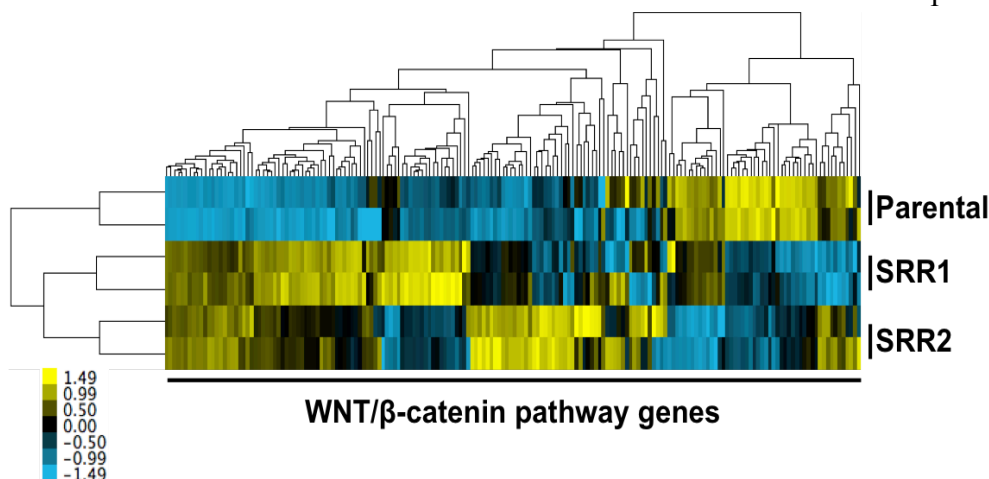 Parental
SRR1
SRR2
1.49
0.99
0.50
0.00
-0.50
-0.99
-1.49
WNT/β-catenin pathway genes